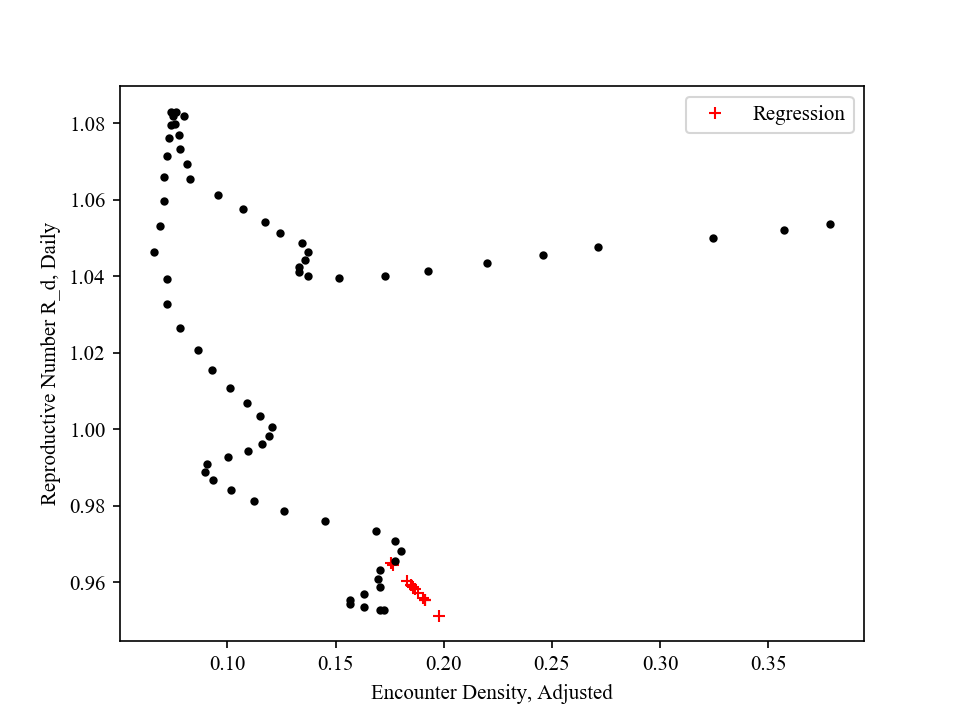 Regression
Reproductive Number R_d, Daily
1.08
1.06
1.04
1.02
1.00
0.98
0.96
0.10 0.15 0.20 0.25 0.30 0.35
Encounter Density, Adjusted